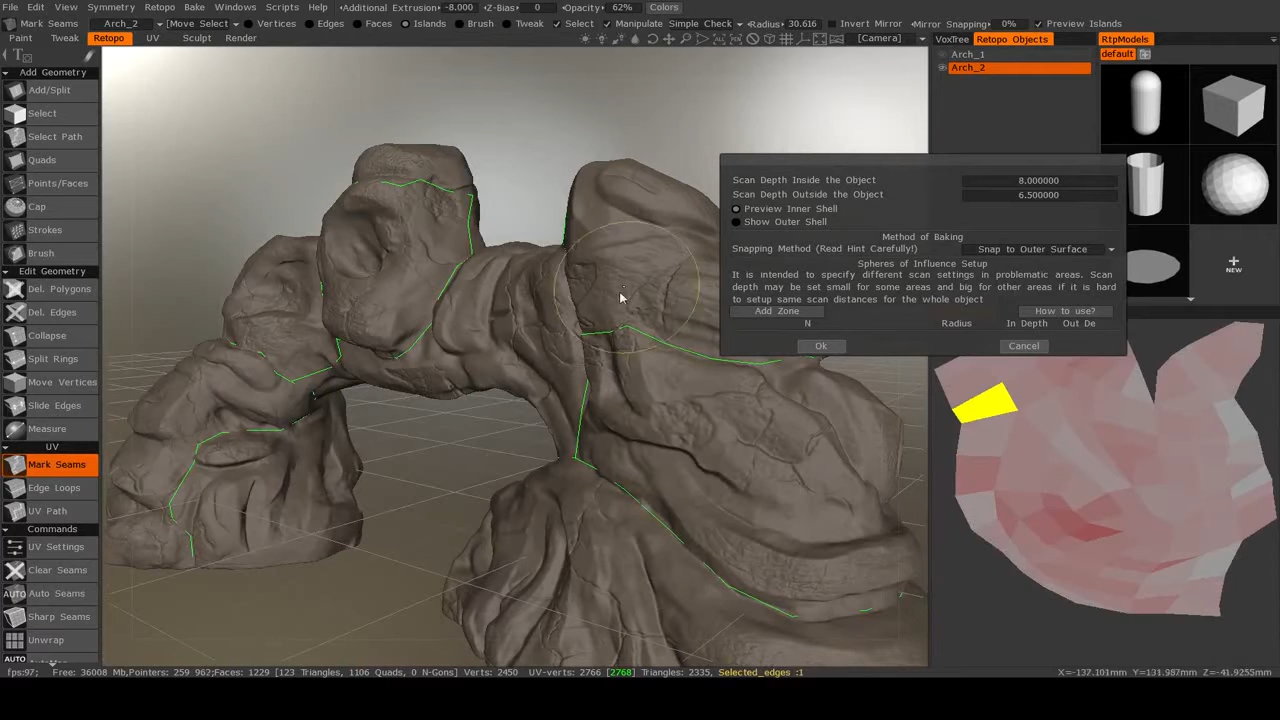 File Edit View Symmetry Retopo Bake Windows Scripts Help Additional Extrusion -8.000 Z-Bias 0 Opacity 62% Colors
Mark Seams Arch_2 [Move Select] Vertices Edges Faces Islands Brush Tweak Select Manipulate Simple Check Radius 30.616 Invert Mirror Mirror Snapping 0% Preview Islands
Paint Tweak Retopo UV Sculpt Render [Camera] VoxTree Retopo Objects RtpModels
Arch_1
Arch_2
default
NEW
Add Geometry
Add/Split
Select
Select Path
Quads
Points/Faces
Cap
Strokes
Brush
Edit Geometry
Del. Polygons
Del. Edges
Collapse
Split Rings
Move Vertices
Slide Edges
Measure
UV
Mark Seams
Edge Loops
UV Path
Commands
UV Settings
Clear Seams
AUTO Auto Seams
Sharp Seams
Unwrap
AUTO
Scan Depth Inside the Object 8.000000
Scan Depth Outside the Object 6.500000
Preview Inner Shell
Show Outer Shell
Method of Baking
Snapping Method (Read Hint Carefully!) Snap to Outer Surface
Spheres of Influence Setup
It is intended to specify different scan settings in problematic areas. Scan
depth may be set small for some areas and big for other areas if it is hard
to setup same scan distances for the whole object
Add Zone How to use?
N Radius In Depth Out De
Ok Cancel
fps:97; Free: 36008 Mb,Pointers: 259 962;Faces: 1229 [123 Triangles, 1106 Quads, 0 N-Gons] Verts: 2450 UV-verts: 2766 [2768] Triangles: 2335, Selected_edges :1 X=-137.101mm Y=131.987mm Z=-41.9255mm